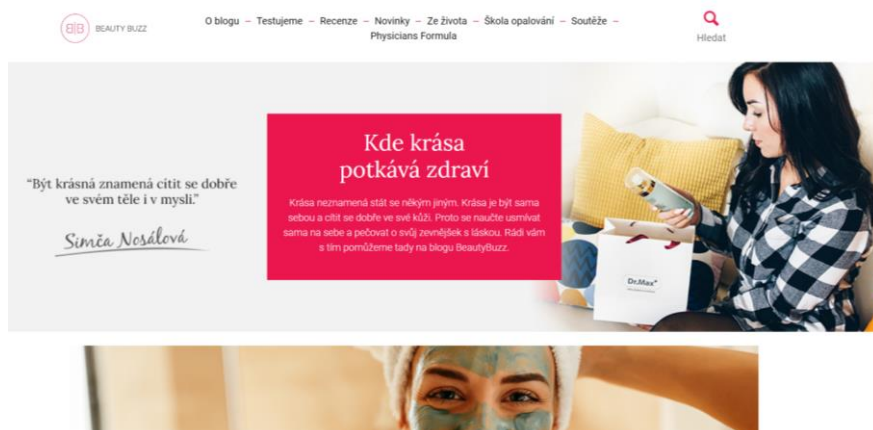 BB
BEAUTY BUZZ
O blogu – Testujeme – Recenze – Novinky – Ze života – Škola opalování – Soutěže –
Physicians Formula
Hledat
“Být krásná znamená cítit se dobře
ve svém těle i v mysli.”
Simča Nosálová
Kde krása
potkává zdraví
Krása neznamená stát se někým jiným. Krása je být sama
sebou a cítit se dobře ve své kůži. Proto se naučte usmívat
sama na sebe a pečovat o svůj zevnějšek s láskou. Rádi vám
s tím pomůžeme tady na blogu BeautyBuzz.
Dr.Max+